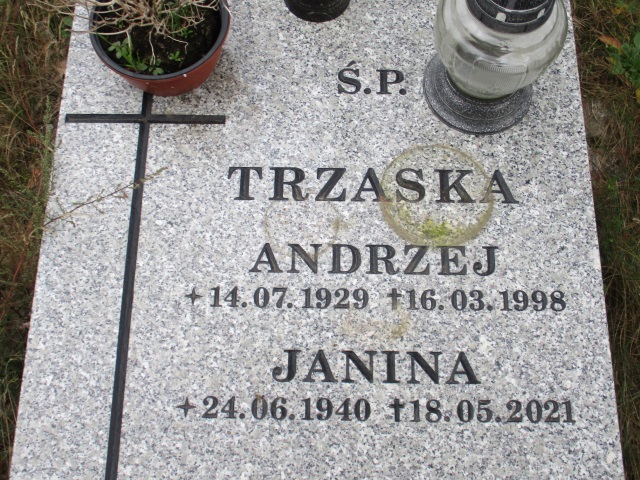 Ś.P.
TRZASKA
ANDRZEJ
✦14.07.1929 ✝16.03.1998
JANINA
✦24.06.1940 ✝18.05.2021